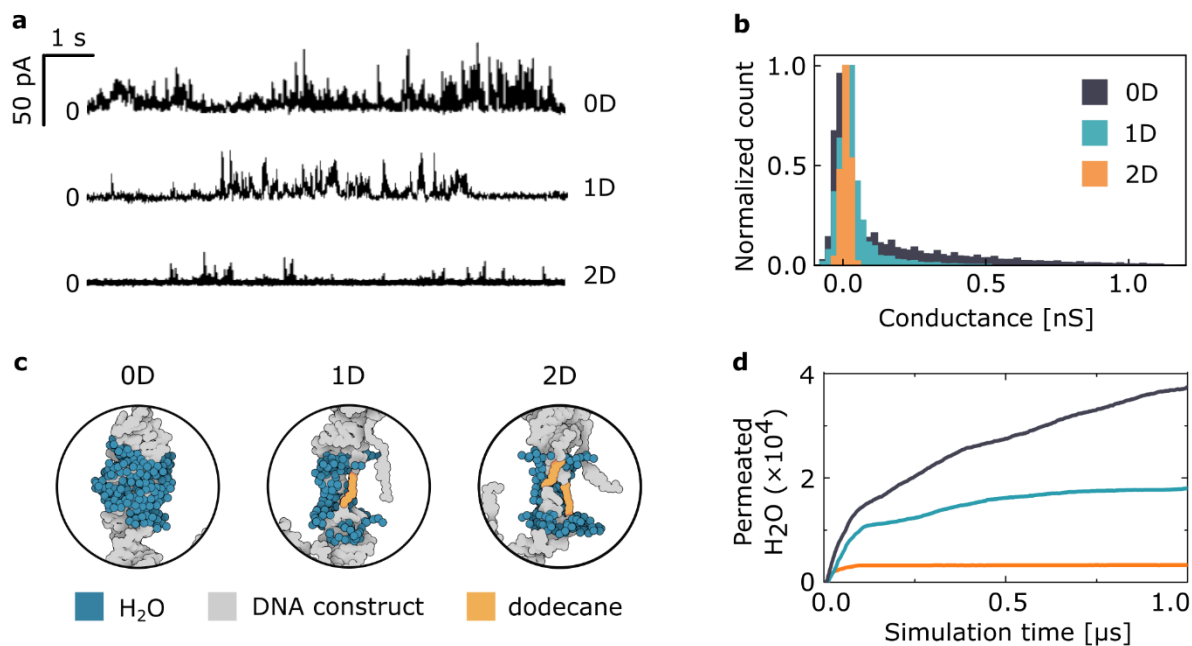 a
1 s
50 pA
0
0D
0
1D
0
2D
b
Normalized count
1.0
0.5
0.0
0D
1D
2D
0.0
0.5
1.0
Conductance [nS]
c
0D
1D
2D
H₂O
DNA construct
dodecane
d
Permeated
H₂O (×10⁴)
4
2
0
0.0
0.5
1.0
Simulation time [µs]